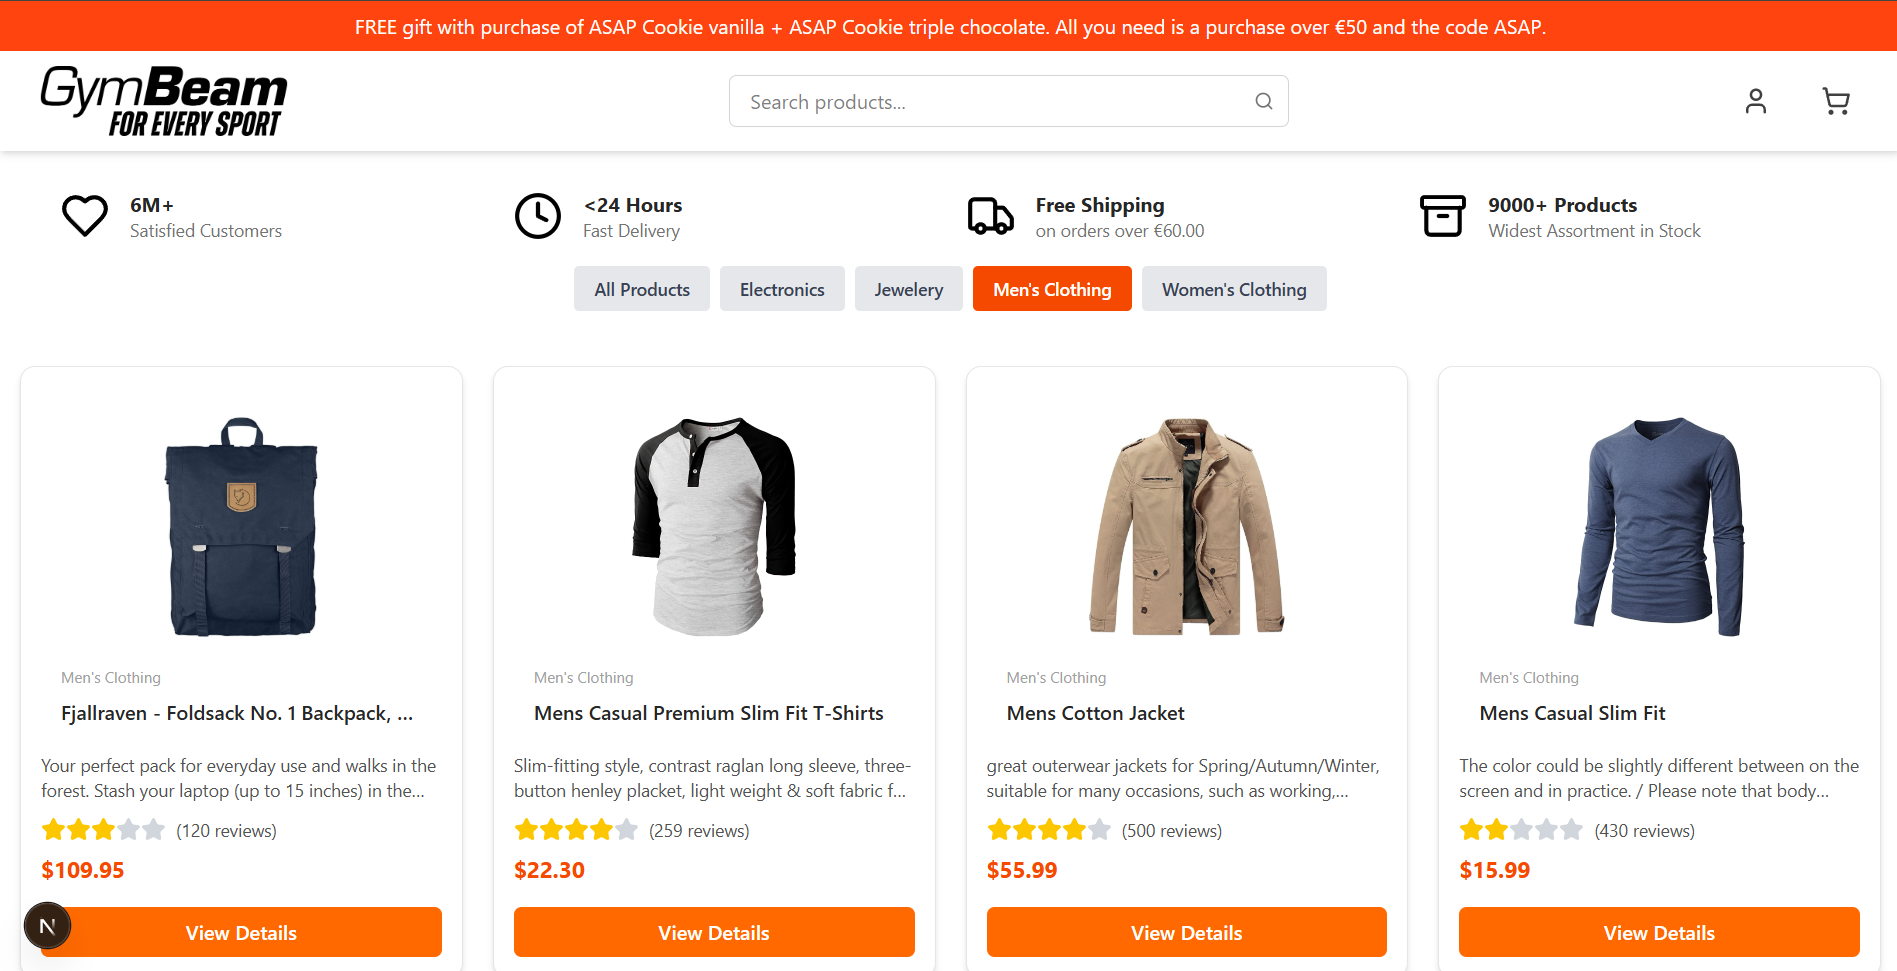 FREE gift with purchase of ASAP Cookie vanilla + ASAP Cookie triple chocolate. All you need is a purchase over €50 and the code ASAP.
GymBeam
FOR EVERY SPORT
Search products...
6M+
Satisfied Customers
<24 Hours
Fast Delivery
Free Shipping
on orders over €60.00
9000+ Products
Widest Assortment in Stock
All Products
Electronics
Jewelery
Men's Clothing
Women's Clothing
Men's Clothing
Fjallraven - Foldsack No. 1 Backpack, ...
Your perfect pack for everyday use and walks in the
forest. Stash your laptop (up to 15 inches) in the...
(120 reviews)
$109.95
View Details
Men's Clothing
Mens Casual Premium Slim Fit T-Shirts
Slim-fitting style, contrast raglan long sleeve, three-
button henley placket, light weight & soft fabric f...
(259 reviews)
$22.30
View Details
Men's Clothing
Mens Cotton Jacket
great outerwear jackets for Spring/Autumn/Winter,
suitable for many occasions, such as working,...
(500 reviews)
$55.99
View Details
Men's Clothing
Mens Casual Slim Fit
The color could be slightly different between on the
screen and in practice. / Please note that body...
(430 reviews)
$15.99
View Details
N